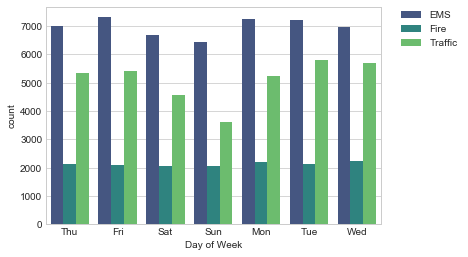 EMS
Fire
Traffic
count
7000
6000
5000
4000
3000
2000
1000
0
Thu Fri Sat Sun Mon Tue Wed
Day of Week